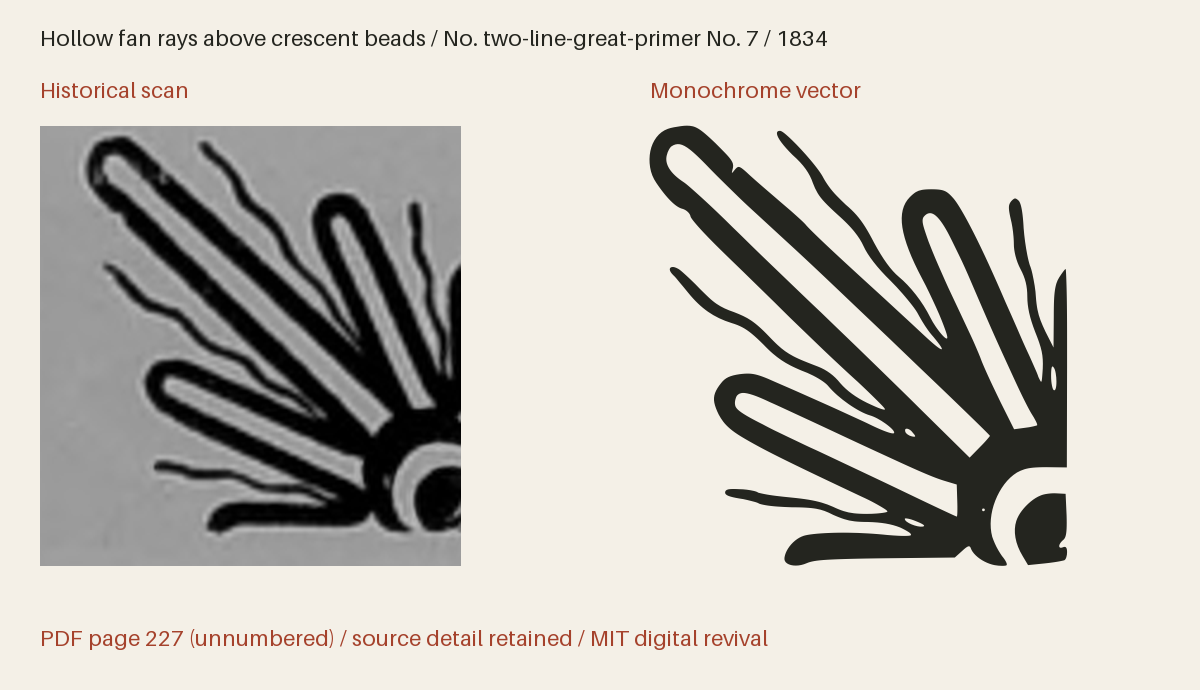 Hollow fan rays above crescent beads / No. two-line-great-primer No. 7 / 1834
Historical scan
Monochrome vector
PDF page 227 (unnumbered) / source detail retained / MIT digital revival